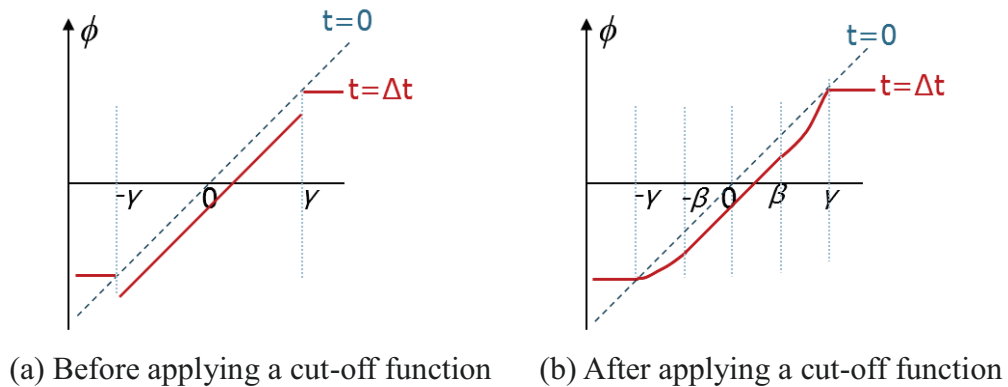 ϕ
t=0
t=Δt
-γ
0
γ
(a) Before applying a cut-off function
ϕ
t=0
t=Δt
-γ
-β
0
β
γ
(b) After applying a cut-off function